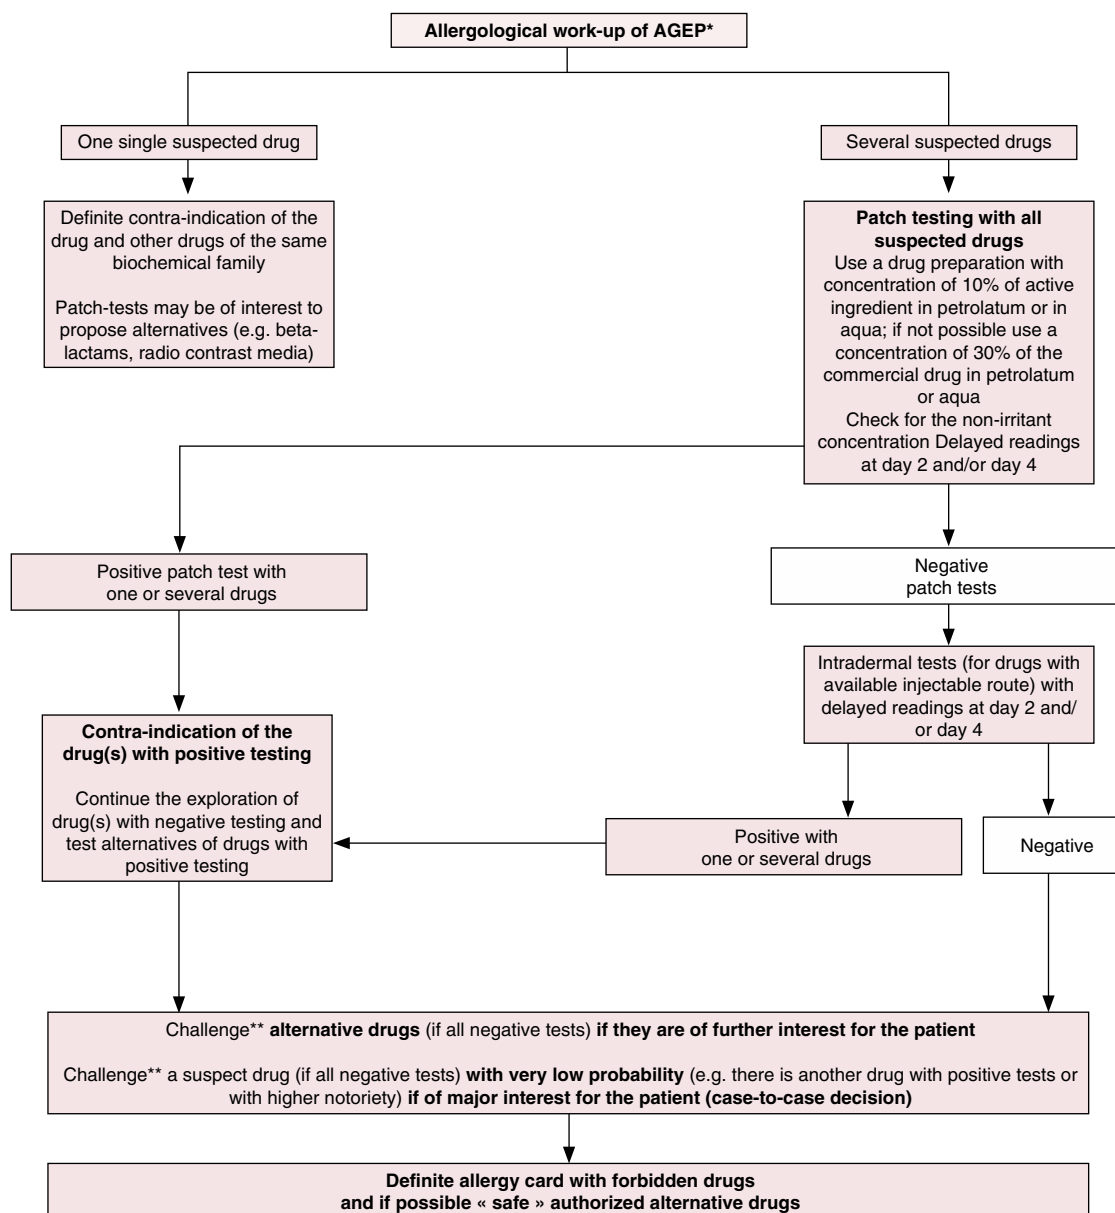 Allergological work-up of AGEP*
One single suspected drug
Several suspected drugs
Definite contra-indication of the
drug and other drugs of the same
biochemical family
Patch-tests may be of interest to
propose alternatives (e.g. beta-
lactams, radio contrast media)
Patch testing with all
suspected drugs
Use a drug preparation with
concentration of 10% of active
ingredient in petrolatum or in
aqua; if not possible use a
concentration of 30% of the
commercial drug in petrolatum
or aqua
Check for the non-irritant
concentration Delayed readings
at day 2 and/or day 4
Positive patch test with
one or several drugs
Negative
patch tests
Intradermal tests (for drugs with
available injectable route) with
delayed readings at day 2 and/
or day 4
Contra-indication of the
drug(s) with positive testing
Continue the exploration of
drug(s) with negative testing and
test alternatives of drugs with
positive testing
Positive with
one or several drugs
Negative
Challenge** alternative drugs (if all negative tests) if they are of further interest for the patient
Challenge** a suspect drug (if all negative tests) with very low probability (e.g. there is another drug with positive tests or
with higher notoriety) if of major interest for the patient (case-to-case decision)
Definite allergy card with forbidden drugs
and if possible « safe » authorized alternative drugs